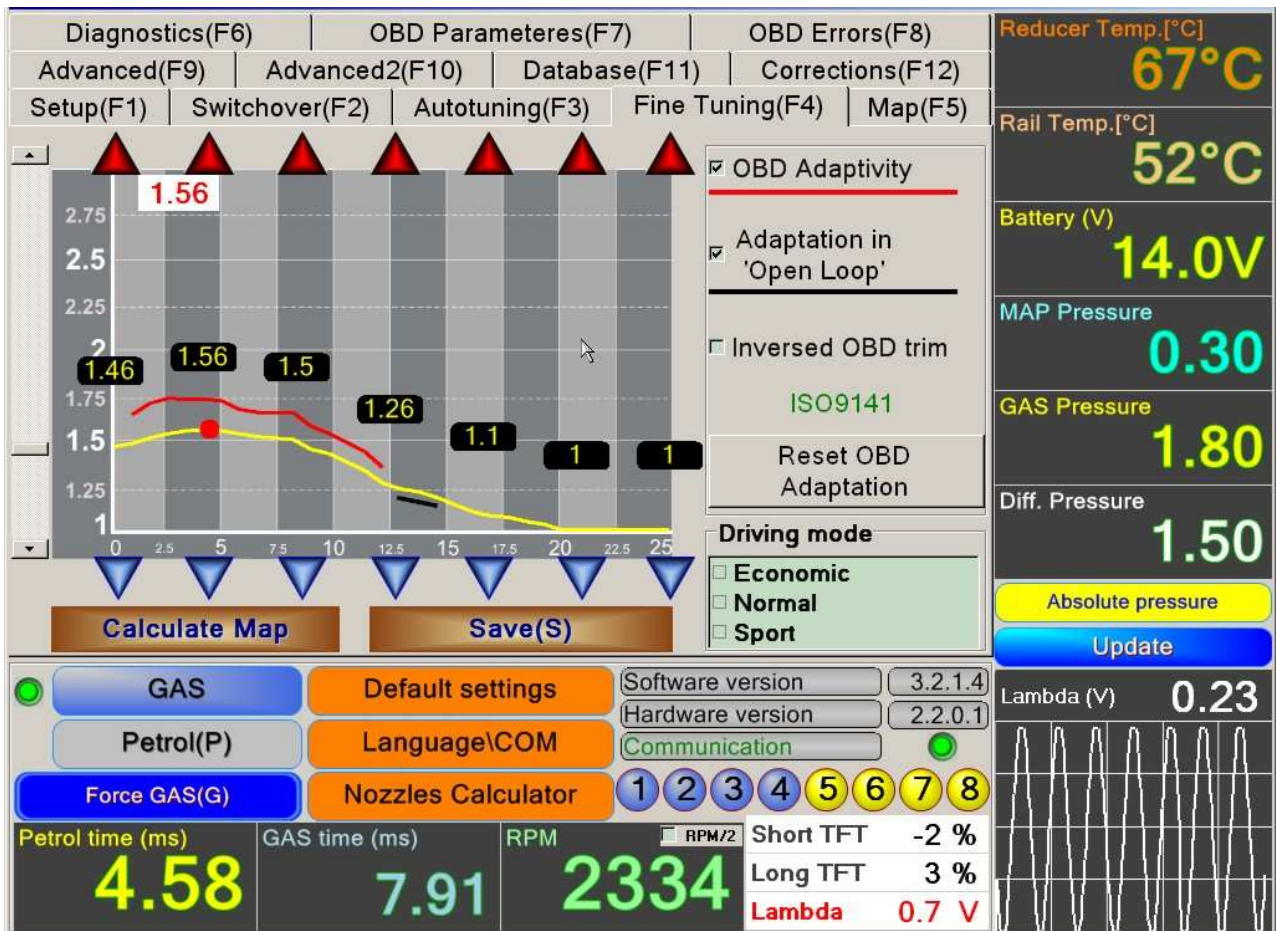 Diagnostics(F6)
OBD Parameteres(F7)
OBD Errors(F8)
Advanced(F9)
Advanced2(F10)
Database(F11)
Corrections(F12)
Setup(F1)
Switchover(F2)
Autotuning(F3)
Fine Tuning(F4)
Map(F5)
1.56
2.75
2.5
2.25
2
1.75
1.5
1.25
1
1.46
1.56
1.5
1.26
1.1
1
1
0 2.5 5 7.5 10 12.5 15 17.5 20 22.5 25
Calculate Map
Save(S)
OBD Adaptivity
Adaptation in
'Open Loop'
Inversed OBD trim
ISO9141
Reset OBD
Adaptation
Driving mode
Economic
Normal
Sport
Reducer Temp.[°C]
67°C
Rail Temp.[°C]
52°C
Battery (V)
14.0V
MAP Pressure
0.30
GAS Pressure
1.80
Diff. Pressure
1.50
Absolute pressure
Update
Lambda (V) 0.23
GAS
Petrol(P)
Force GAS(G)
Default settings
Language\COM
Nozzles Calculator
Software version 3.2.1.4
Hardware version 2.2.0.1
Communication
1 2 3 4 5 6 7 8
Petrol time (ms)
4.58
GAS time (ms)
7.91
RPM
RPM/2
2334
Short TFT -2 %
Long TFT 3 %
Lambda 0.7 V